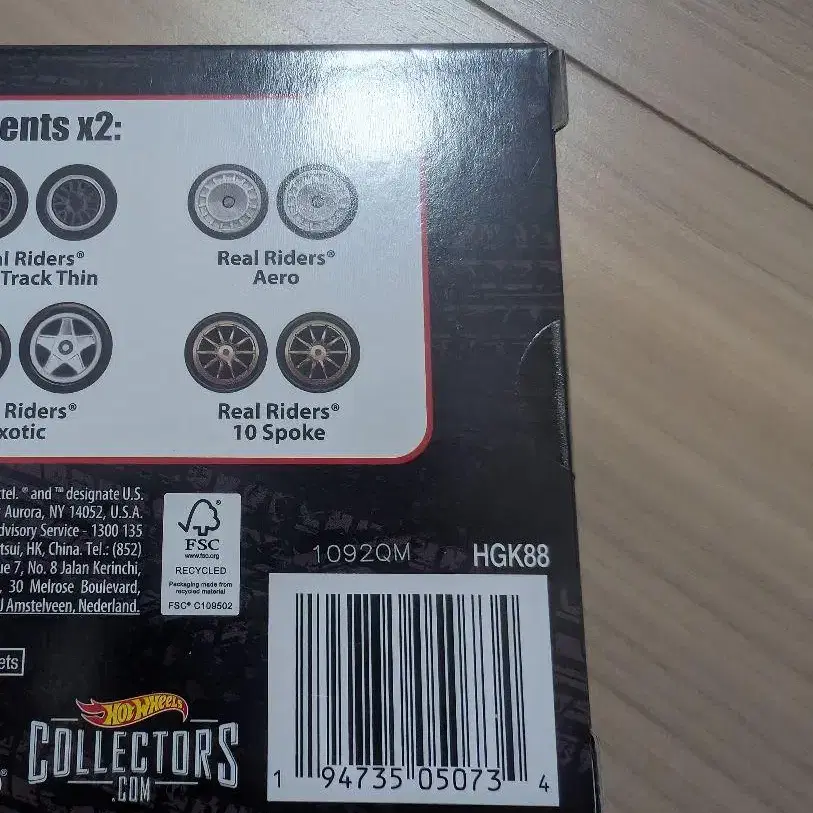 ents x2:
l Riders®
Track Thin
Real Riders®
Aero
Riders®
xotic
Real Riders®
10 Spoke
tel. ® and ™ designate U.S.
Aurora, NY 14052, U.S.A.
dvisory Service - 1300 135
tsui, HK, China. Tel.: (852)
ue 7, No. 8 Jalan Kerinchi,
, 30 Melrose Boulevard,
J Amstelveen, Nederland.
FSC®
www.fsc.org
RECYCLED
Packaging made from
recycled material
FSC® C109502
1092QM
HGK88
ets
HOT WHEELS
COLLECTORS
.COM
1 94735 05073 4